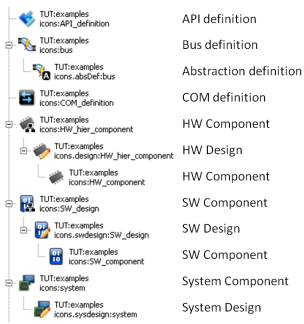 TUT:examples
icons:API_definition
API definition
TUT:examples
icons:bus
Bus definition
TUT:examples
icons.absDef:bus
Abstraction definition
TUT:examples
icons:COM_definition
COM definition
TUT:examples
icons:HW_hier_component
HW Component
TUT:examples
icons.design:HW_hier_component
HW Design
TUT:examples
icons:HW_component
HW Component
TUT:examples
icons:SW_design
SW Component
TUT:examples
icons.swdesign:SW_design
SW Design
TUT:examples
icons:SW_component
SW Component
TUT:examples
icons:system
System Component
TUT:examples
icons.sysdesign:system
System Design